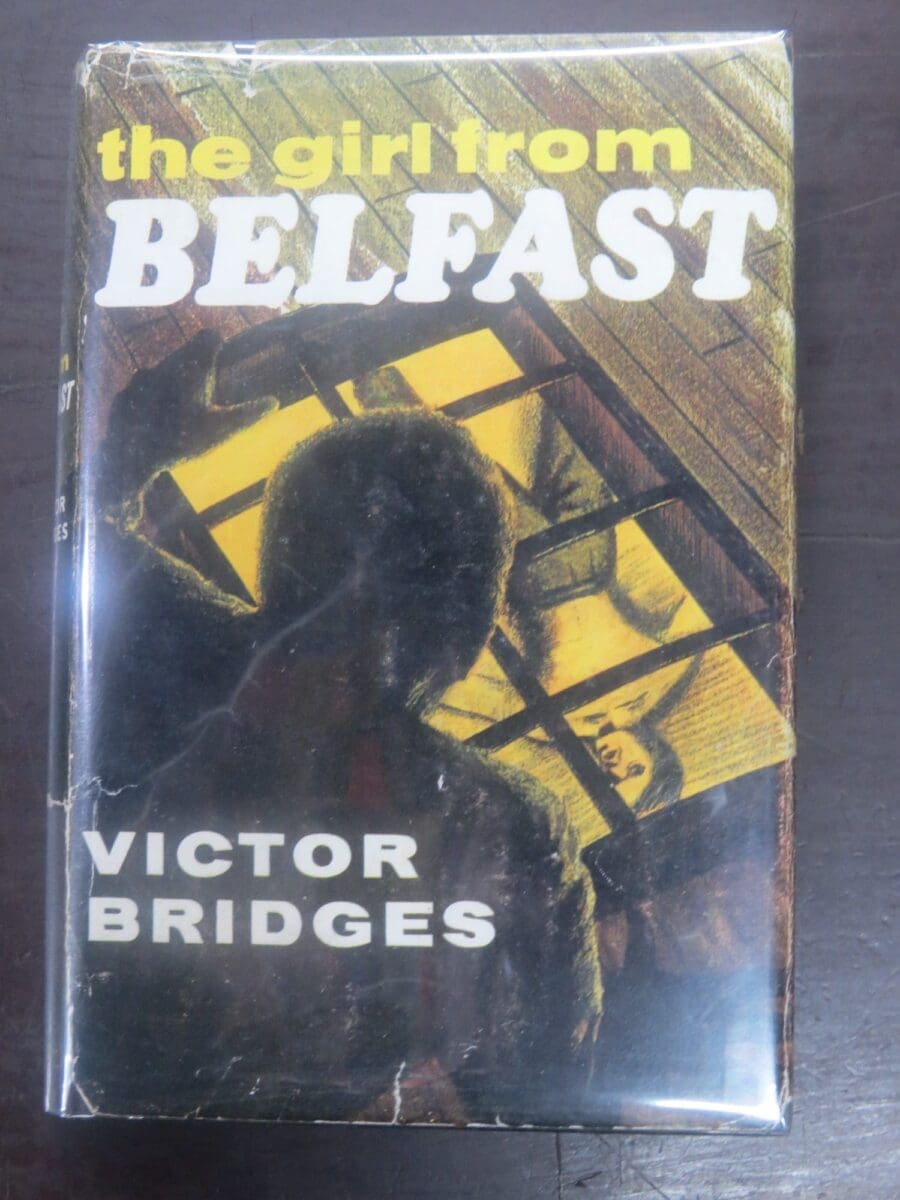 the girl from
BELFAST
VICTOR
BRIDGES